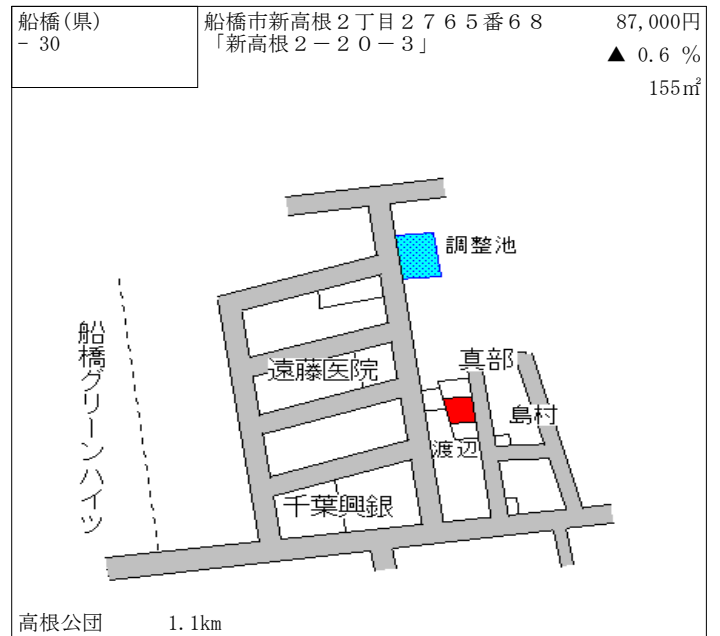 船橋(県)
- 30
船橋市新高根２丁目２７６５番６８
「新高根２－２０－３」
87,000円
▲ 0.6 %
155㎡
調整池
船橋グリーンハイツ
遠藤医院
真部
島村
渡辺
千葉興銀
高根公団 1.1km